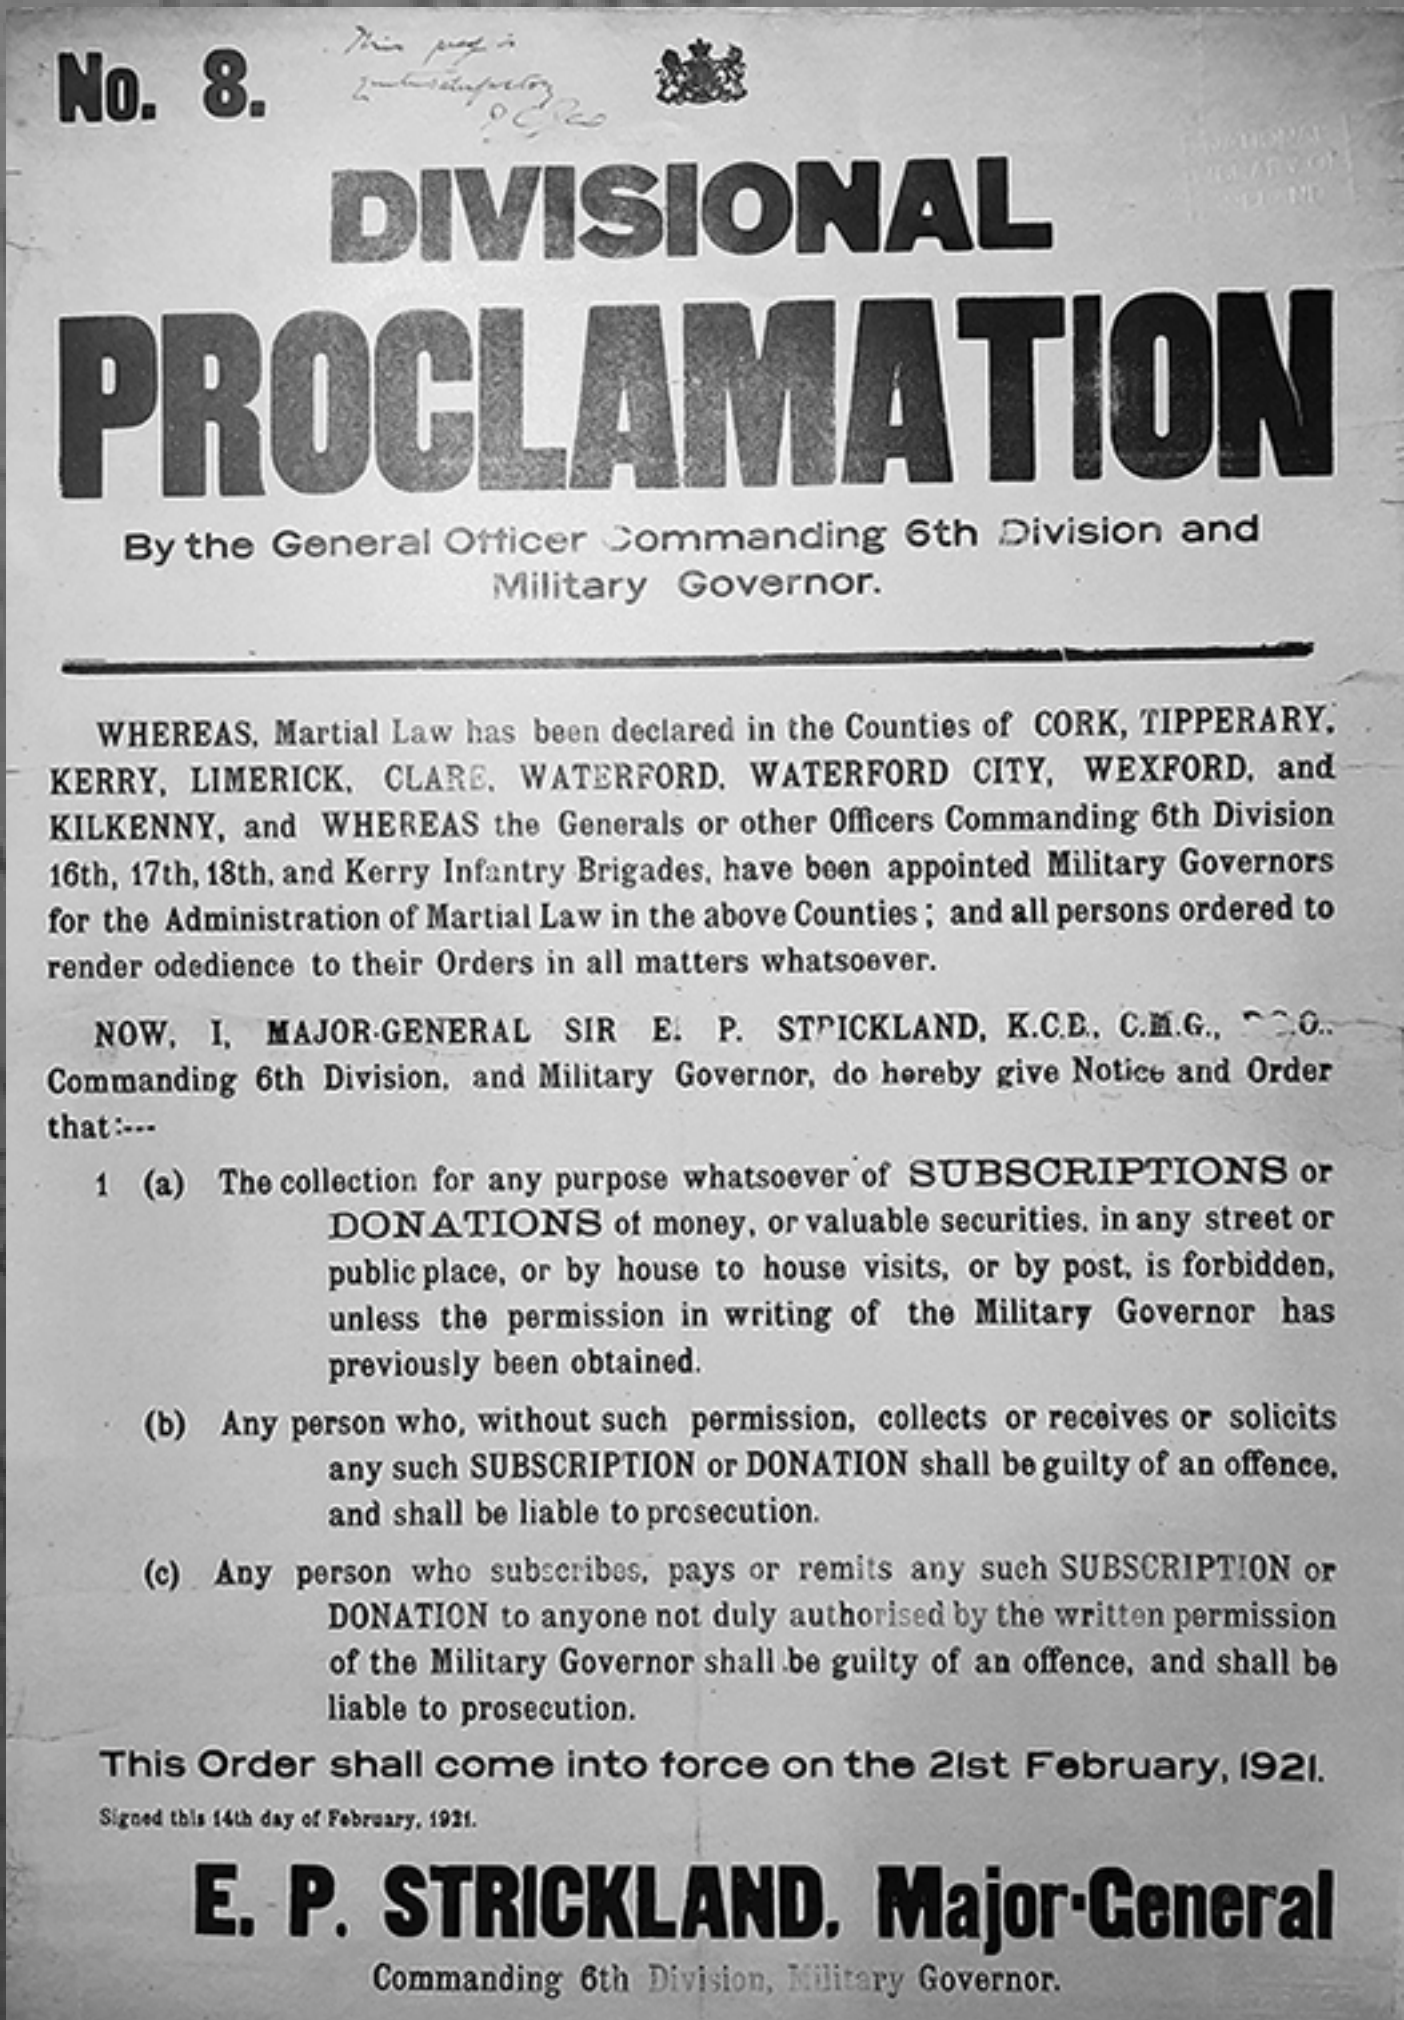 No. 8.
This proof is
DIVISIONAL
PROCLAMATION
By the General Officer Commanding 6th Division and
Military Governor.
WHEREAS, Martial Law has been declared in the Counties of CORK, TIPPERARY,
KERRY, LIMERICK, CLARE, WATERFORD, WATERFORD CITY, WEXFORD, and
KILKENNY, and WHEREAS the Generals or other Officers Commanding 6th Division
16th, 17th, 18th, and Kerry Infantry Brigades, have been appointed Military Governors
for the Administration of Martial Law in the above Counties; and all persons ordered to
render odedience to their Orders in all matters whatsoever.
NOW, I, MAJOR-GENERAL SIR E. P. STRICKLAND, K.C.B., C.M.G., D.S.O.,
Commanding 6th Division, and Military Governor, do hereby give Notice and Order
that:---
1 (a) The collection for any purpose whatsoever of SUBSCRIPTIONS or
DONATIONS of money, or valuable securities, in any street or
public place, or by house to house visits, or by post, is forbidden,
unless the permission in writing of the Military Governor has
previously been obtained.
(b) Any person who, without such permission, collects or receives or solicits
any such SUBSCRIPTION or DONATION shall be guilty of an offence,
and shall be liable to prosecution.
(c) Any person who subscribes, pays or remits any such SUBSCRIPTION or
DONATION to anyone not duly authorised by the written permission
of the Military Governor shall be guilty of an offence, and shall be
liable to prosecution.
This Order shall come into force on the 21st February, 1921.
Signed this 14th day of February, 1921.
E. P. STRICKLAND, Major-General
Commanding 6th Division, Military Governor.